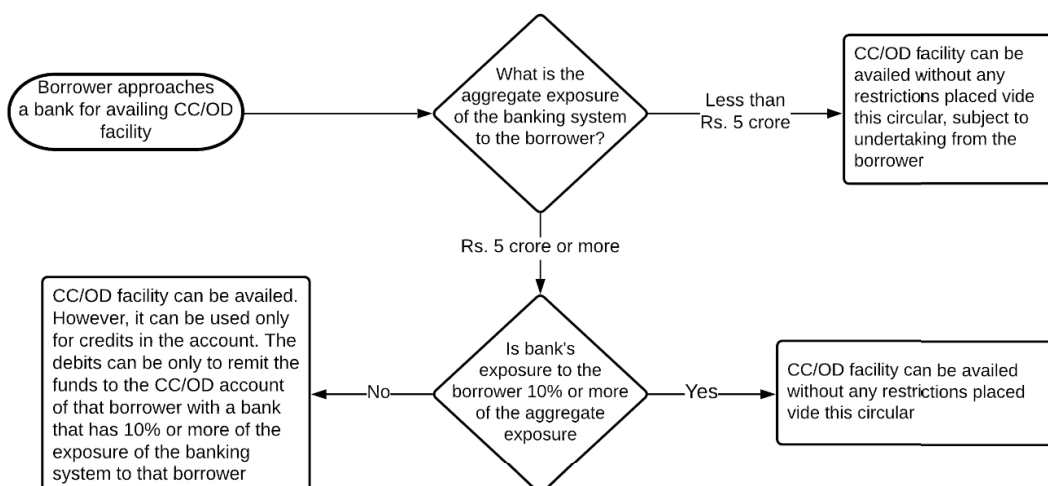 Borrower approaches
a bank for availing CC/OD
facility
What is the
aggregate exposure
of the banking system
to the borrower?
Less than
Rs. 5 crore
CC/OD facility can be
availed without any
restrictions placed vide
this circular, subject to
undertaking from the
borrower
Rs. 5 crore or more
CC/OD facility can be availed.
However, it can be used only
for credits in the account. The
debits can be only to remit the
funds to the CC/OD account
of that borrower with a bank
that has 10% or more of the
exposure of the banking
system to that borrower
No
Is bank's
exposure to the
borrower 10% or more
of the aggregate
exposure
Yes
CC/OD facility can be availed
without any restrictions placed
vide this circular